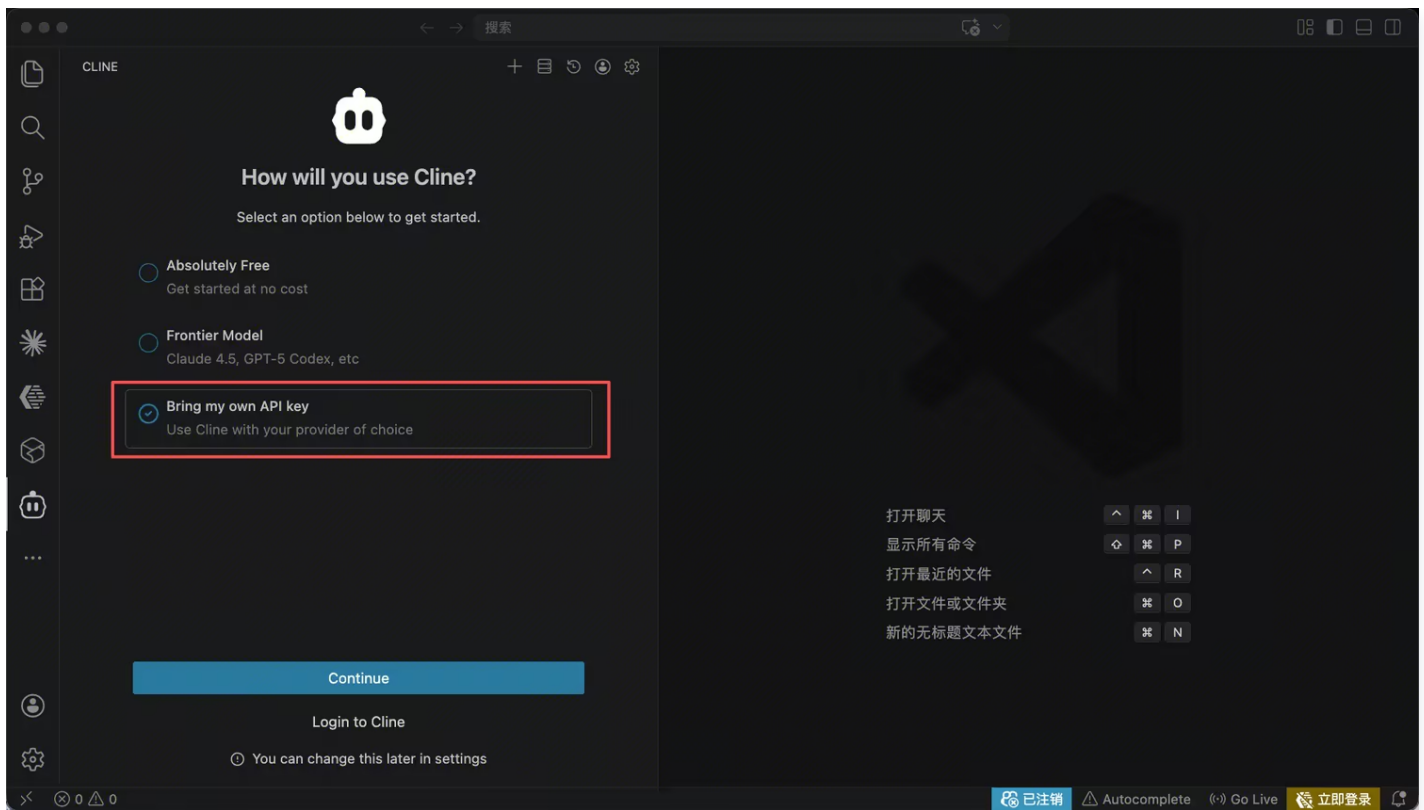 搜索
CLINE
How will you use Cline?
Select an option below to get started.
Absolutely Free
Get started at no cost
Frontier Model
Claude 4.5, GPT-5 Codex, etc
Bring my own API key
Use Cline with your provider of choice
Continue
Login to Cline
You can change this later in settings
打开聊天 ^ ⌘ I
显示所有命令 ⇧ ⌘ P
打开最近的文件 ^ R
打开文件或文件夹 ⌘ O
新的无标题文本文件 ⌘ N
0 0 已注销 Autocomplete Go Live 立即登录